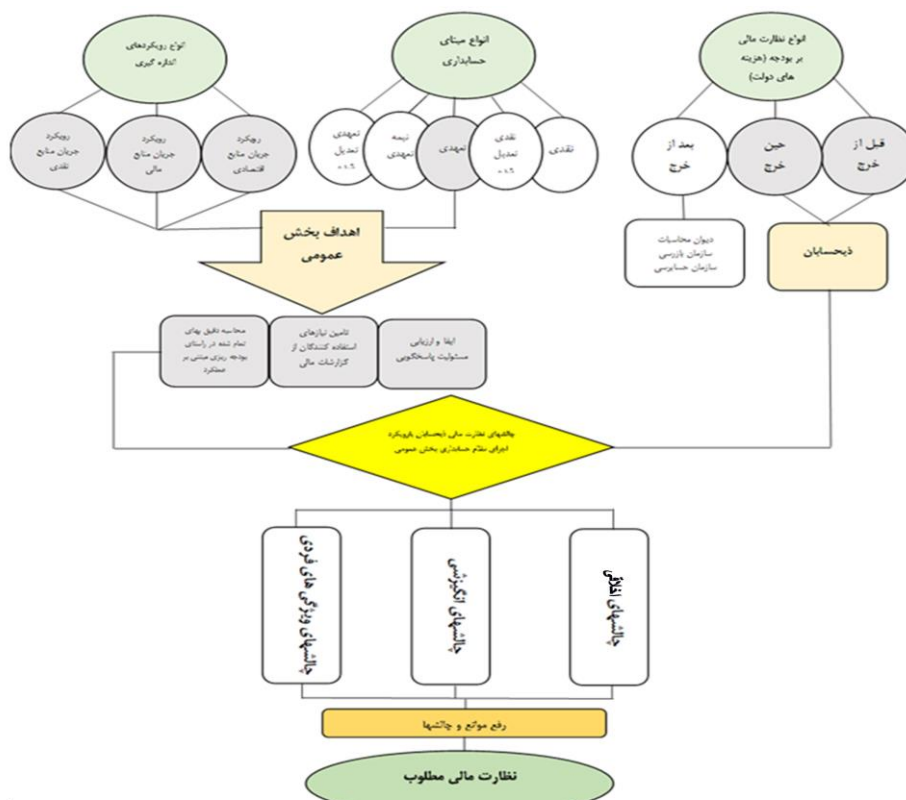 انواع نظارت مالی
بر بودجه (هزینه
های دولت)
انواع مبنای
حسابداری
انواع رویکردهای
اندازه گیری
قبل از
خرج
حین
خرج
بعد از
خرج
نقدی
نقدی
تعدیل
شده
تعهدی
نیمه
تعهدی
تعهدی
تعدیل
شده
رویکرد
جریان منابع
اقتصادی
رویکرد
جریان منابع
مالی
رویکرد
جریان منابع
نقدی
ذیحسابان
دیوان محاسبات
سازمان بازرسی
سازمان حسابرسی
اهداف بخش
عمومی
ایفا و ارزیابی
مسئولیت پاسخگویی
تامین نیازهای
استفاده کنندگان از
گزارشات مالی
محاسبه دقیق بهای
تمام شده در راستای
بودجه ریزی مبتنی بر
عملکرد
چالشهای نظارت مالی ذیحسابان بارویکرد
اجرای نظام حسابداری بخش عمومی
چالشهای اخلاقی
چالشهای انگیزشی
چالشهای ویژگی های فردی
رفع موانع و چالشها
نظارت مالی مطلوب